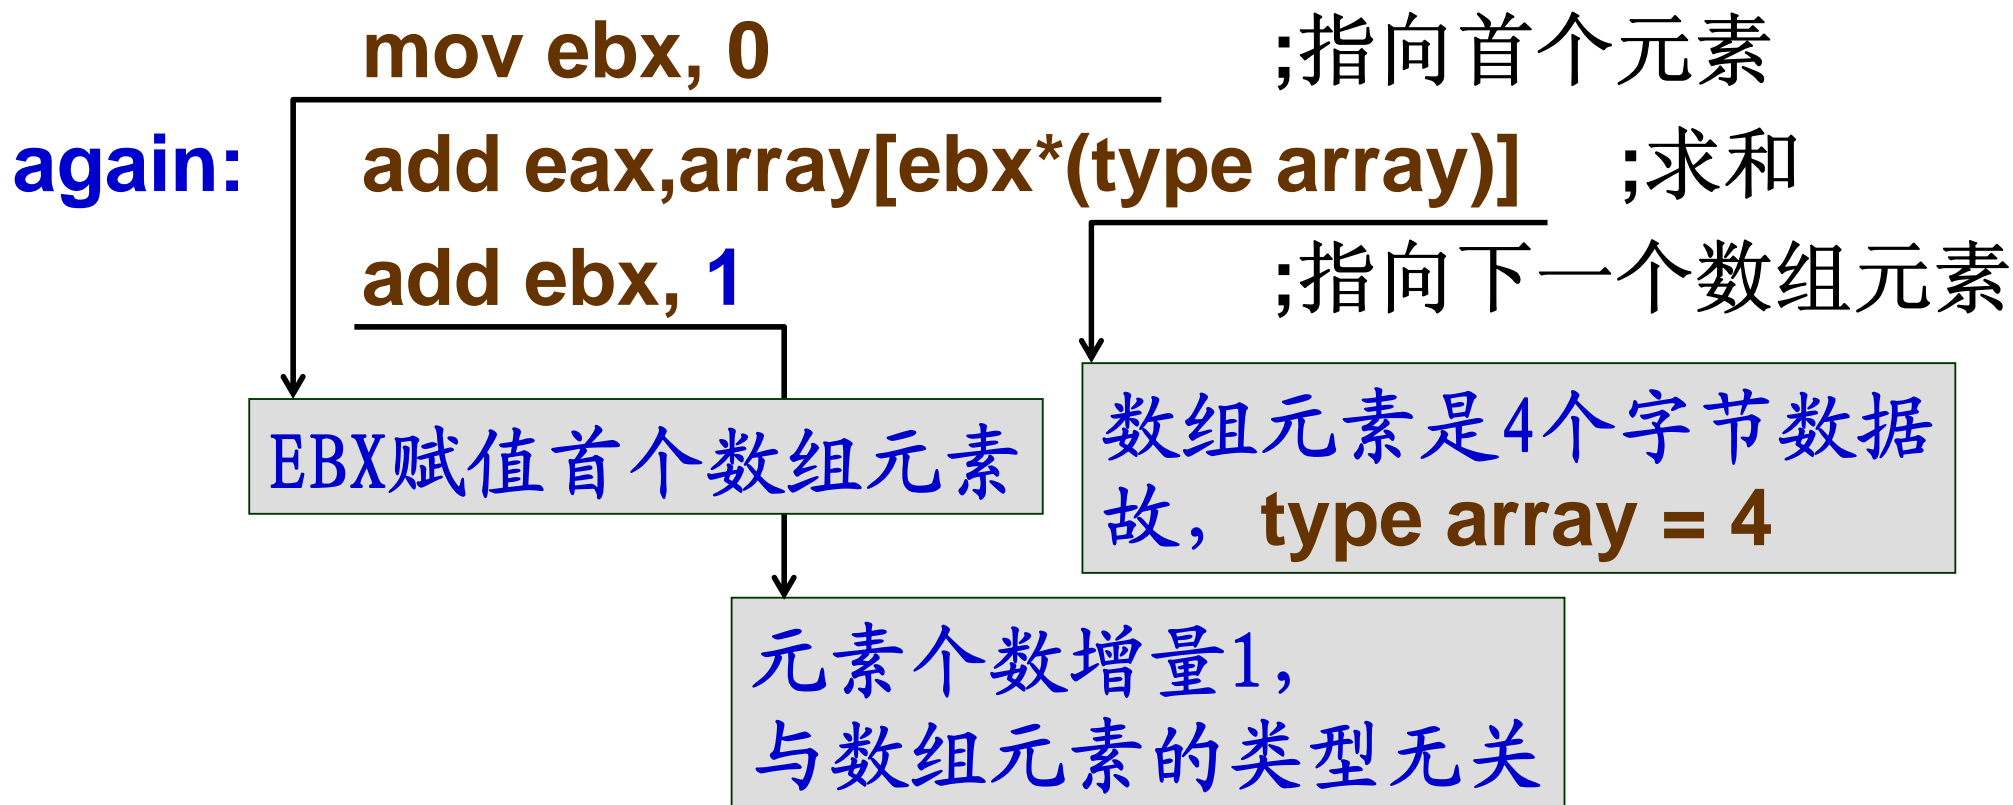 mov ebx, 0 ;指向首个元素
again: add eax,array[ebx*(type array)] ;求和
add ebx, 1 ;指向下一个数组元素
EBX赋值首个数组元素
数组元素是4个字节数据
故，type array = 4
元素个数增量1，
与数组元素的类型无关